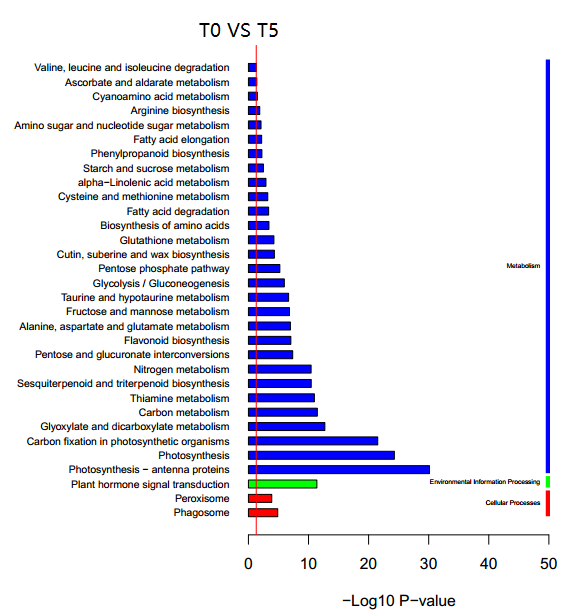 T0 VS T5
Valine, leucine and isoleucine degradation
Ascorbate and aldarate metabolism
Cyanoamino acid metabolism
Arginine biosynthesis
Amino sugar and nucleotide sugar metabolism
Fatty acid elongation
Phenylpropanoid biosynthesis
Starch and sucrose metabolism
alpha−Linolenic acid metabolism
Cysteine and methionine metabolism
Fatty acid degradation
Biosynthesis of amino acids
Glutathione metabolism
Cutin, suberine and wax biosynthesis
Pentose phosphate pathway
Metabolism
Glycolysis / Gluconeogenesis
Taurine and hypotaurine metabolism
Fructose and mannose metabolism
Alanine, aspartate and glutamate metabolism
Flavonoid biosynthesis
Pentose and glucuronate interconversions
Nitrogen metabolism
Sesquiterpenoid and triterpenoid biosynthesis
Thiamine metabolism
Carbon metabolism
Glyoxylate and dicarboxylate metabolism
Carbon fixation in photosynthetic organisms
Photosynthesis
Photosynthesis − antenna proteins
Plant hormone signal transduction
Environmental Information Processing
Peroxisome
Cellular Processes
Phagosome
0 10 20 30 40 50
−Log10 P−value